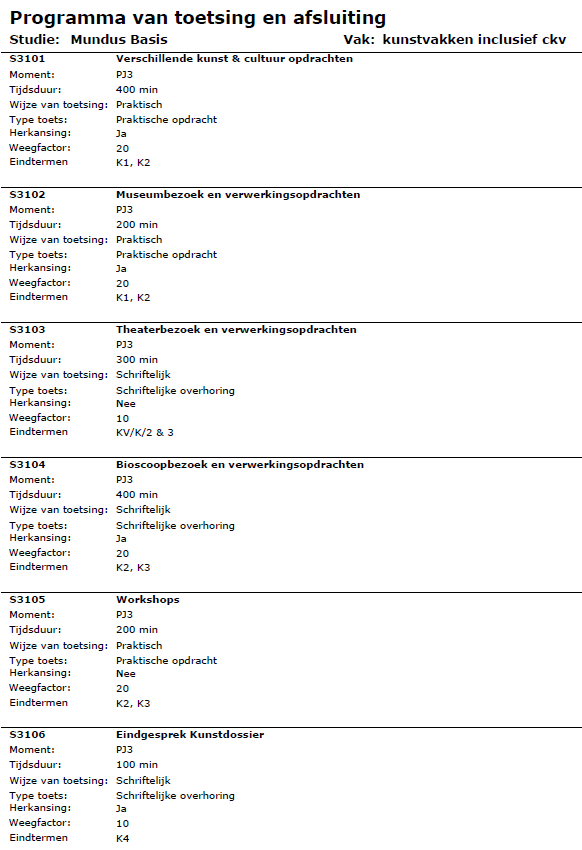 Programma van toetsing en afsluiting
Studie: Mundus Basis Vak: kunstvakken inclusief ckv
S3101 Verschillende kunst & cultuur opdrachten
Moment: PJ3
Tijdsduur: 400 min
Wijze van toetsing: Praktisch
Type toets: Praktische opdracht
Herkansing: Ja
Weegfactor: 20
Eindtermen K1, K2
S3102 Museumbezoek en verwerkingsopdrachten
Moment: PJ3
Tijdsduur: 200 min
Wijze van toetsing: Praktisch
Type toets: Praktische opdracht
Herkansing: Ja
Weegfactor: 20
Eindtermen K1, K2
S3103 Theaterbezoek en verwerkingsopdrachten
Moment: PJ3
Tijdsduur: 300 min
Wijze van toetsing: Schriftelijk
Type toets: Schriftelijke overhoring
Herkansing: Nee
Weegfactor: 10
Eindtermen KV/K/2 & 3
S3104 Bioscoopbezoek en verwerkingsopdrachten
Moment: PJ3
Tijdsduur: 400 min
Wijze van toetsing: Schriftelijk
Type toets: Schriftelijke overhoring
Herkansing: Ja
Weegfactor: 20
Eindtermen K2, K3
S3105 Workshops
Moment: PJ3
Tijdsduur: 200 min
Wijze van toetsing: Praktisch
Type toets: Praktische opdracht
Herkansing: Nee
Weegfactor: 20
Eindtermen K2, K3
S3106 Eindgesprek Kunstdossier
Moment: PJ3
Tijdsduur: 100 min
Wijze van toetsing: Schriftelijk
Type toets: Schriftelijke overhoring
Herkansing: Ja
Weegfactor: 10
Eindtermen K4